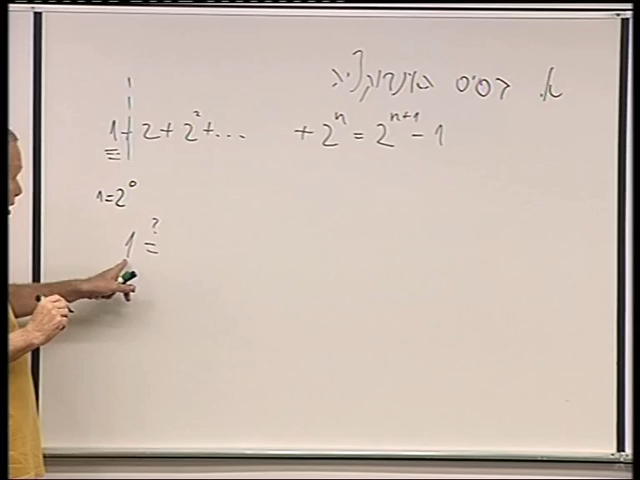 א. בסיס האינדוקציה
1 + 2 + 2² + ... + 2ⁿ = 2ⁿ⁺¹ - 1
1 = 2⁰
1 ≟